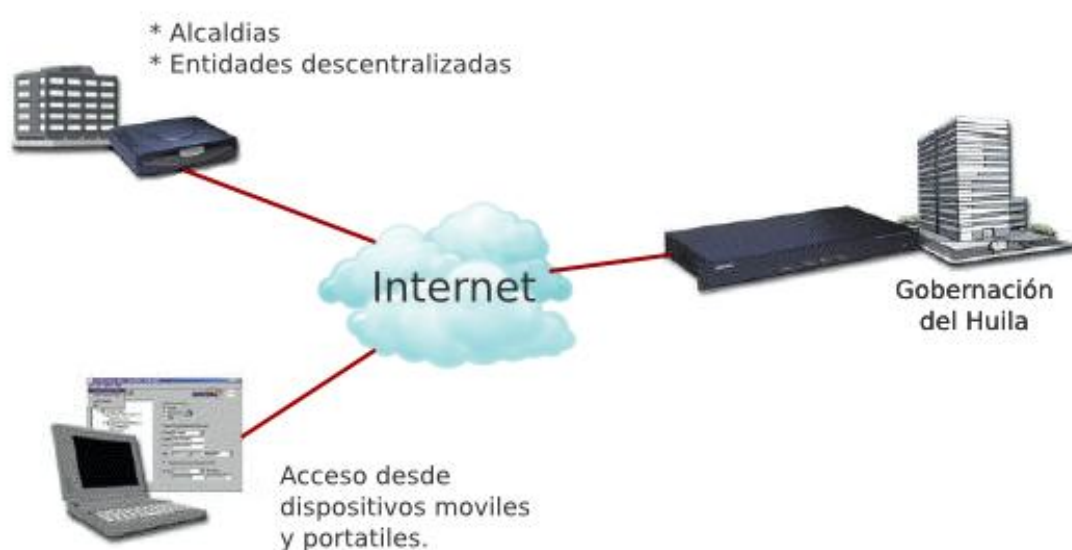 * Alcaldias
* Entidades descentralizadas
Internet
Gobernación
del Huila
Acceso desde
dispositivos moviles
y portatiles.